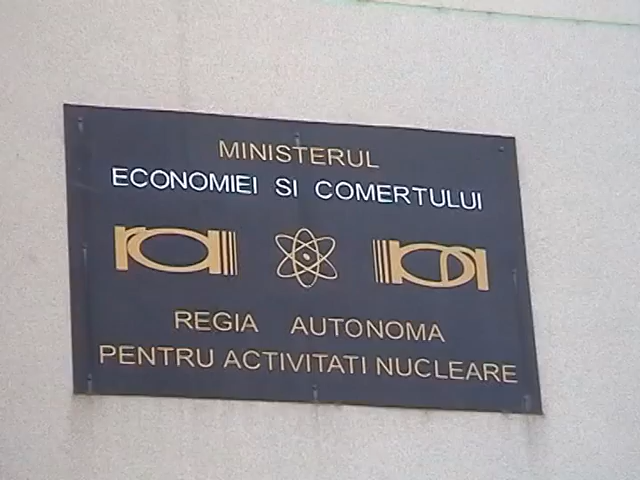 MINISTERUL
ECONOMIEI SI COMERTULUI
REGIA AUTONOMA
PENTRU ACTIVITATI NUCLEARE